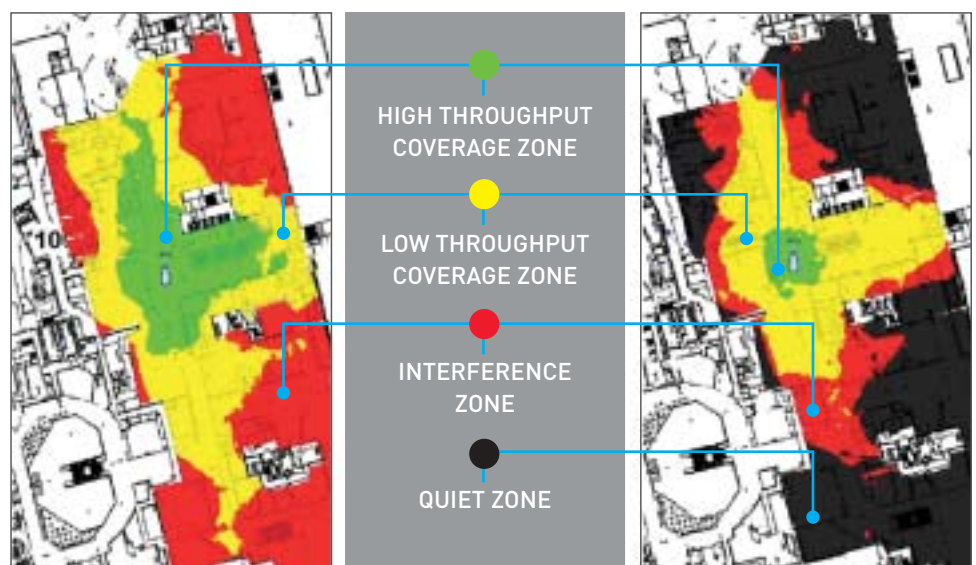 HIGH THROUGHPUT
COVERAGE ZONE
LOW THROUGHPUT
COVERAGE ZONE
10
INTERFERENCE
ZONE
QUIET ZONE